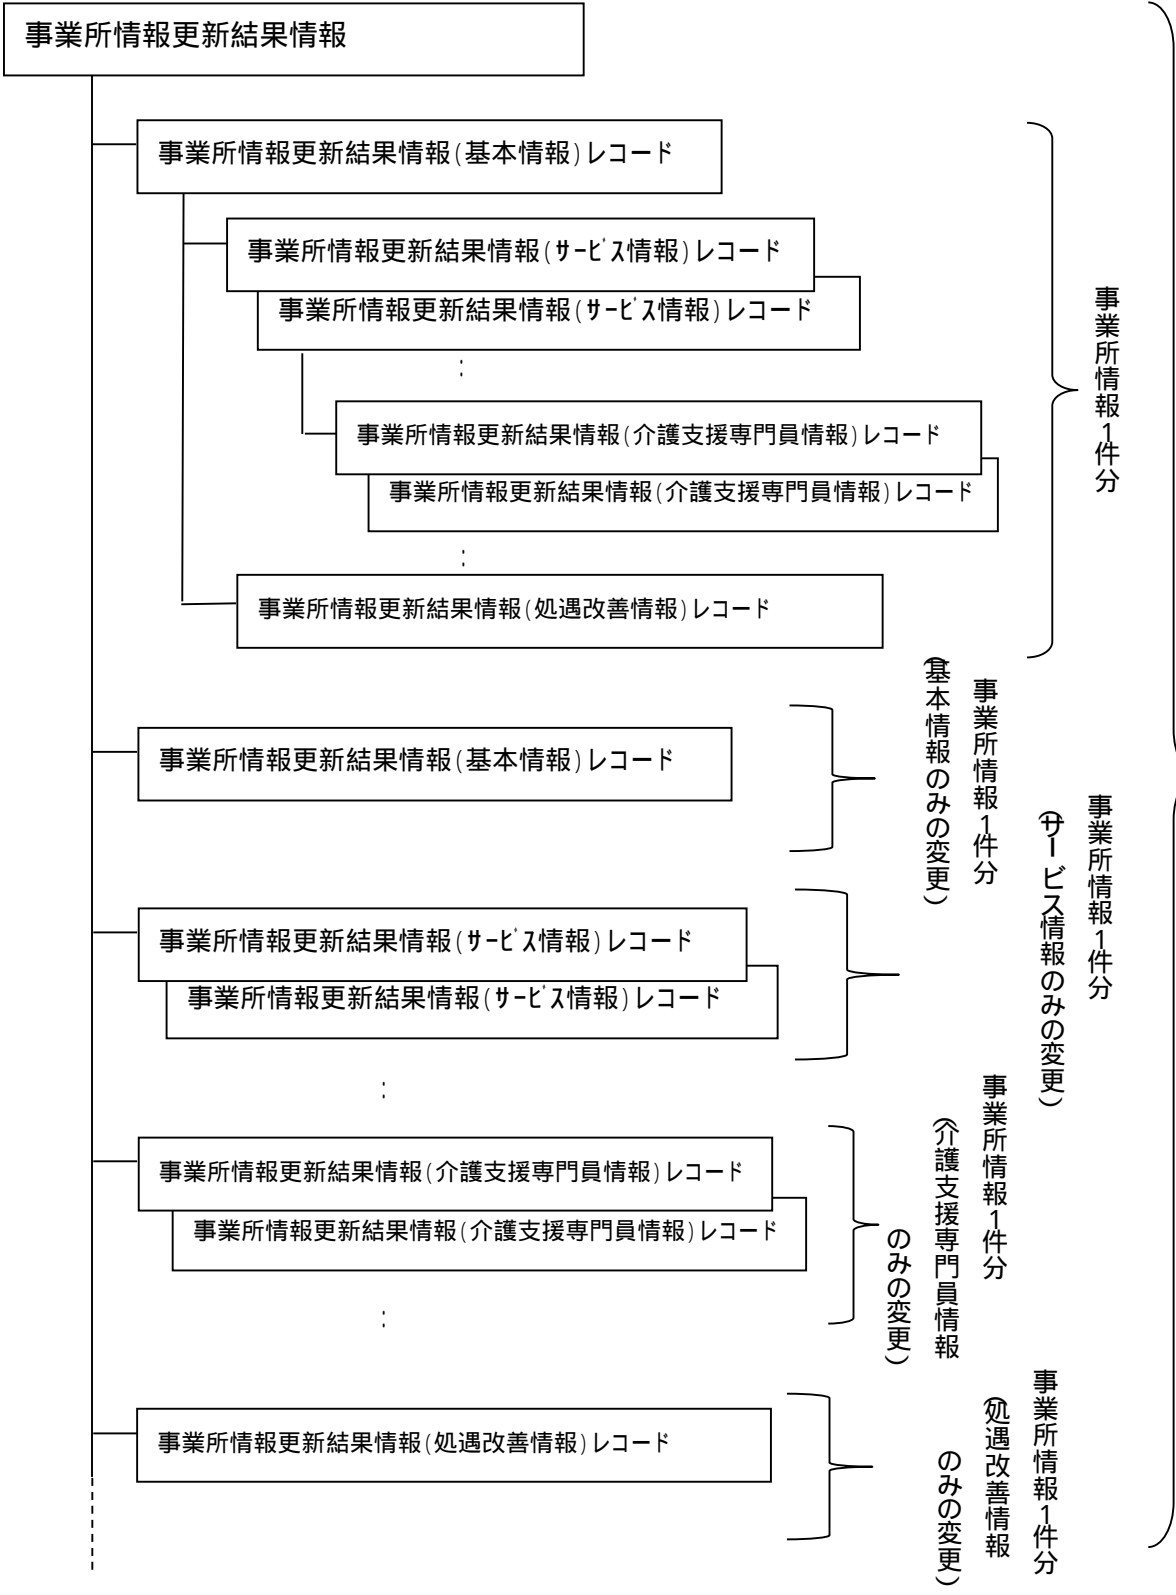 事業所情報更新結果情報
事業所情報更新結果情報(基本情報)レコード
事業所情報更新結果情報(ｻｰﾋﾞｽ情報)レコード
事業所情報更新結果情報(ｻｰﾋﾞｽ情報)レコード
:
事業所情報更新結果情報(介護支援専門員情報)レコード
事業所情報更新結果情報(介護支援専門員情報)レコード
:
事業所情報更新結果情報(処遇改善情報)レコード
事業所情報1件分
事業所情報更新結果情報(基本情報)レコード
事業所情報1件分
(基本情報のみの変更)
事業所情報更新結果情報(ｻｰﾋﾞｽ情報)レコード
事業所情報更新結果情報(ｻｰﾋﾞｽ情報)レコード
:
事業所情報1件分
(サービス情報のみの変更)
事業所情報更新結果情報(介護支援専門員情報)レコード
事業所情報更新結果情報(介護支援専門員情報)レコード
:
事業所情報1件分
(介護支援専門員情報
のみの変更)
事業所情報更新結果情報(処遇改善情報)レコード
事業所情報1件分
(処遇改善情報
のみの変更)